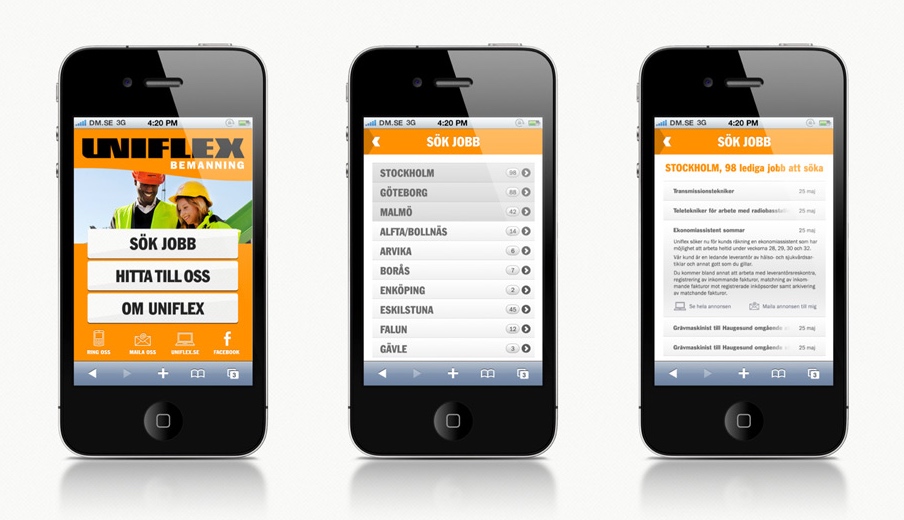 DM.SE 3G 4:20 PM
UNIFLEX
BEMANNING
SÖK JOBB
HITTA TILL OSS
OM UNIFLEX
RING OSS MAILA OSS UNIFLEX.SE FACEBOOK
3
DM.SE 3G 4:20 PM
SÖK JOBB
STOCKHOLM 98
GÖTEBORG 88
MALMÖ 42
ALFTA/BOLLNÄS 14
ARVIKA 6
BORÅS 7
ENKÖPING 2
ESKILSTUNA 45
FALUN 12
GÄVLE 3
3
DM.SE 3G 4:20 PM
SÖK JOBB
STOCKHOLM, 98 lediga jobb att söka
Transmissionstekniker 25 maj
Teletekniker för arbete med 25 maj
Ekonomiassistent sommar 25 maj
Uniflex söker nu för kunds räkning en ekonomiassistent som har
möjlighet att arbeta heltid under veckorna 28, 29, 30 och 32.
Vår kund är en ledande leverantör av hälso- och sjukvårdsar-
tiklar och annat gott som du gillar.
Du kommer bland annat att arbeta med leverantörsreskontra,
registrering av inkommande fakturor, matchning av inkom-
mande fakturor mot registrerade inköpsordor samt arkivering
av matchande fakturor.
Se hela annonsen Maila annonsen till mig
Grävmaskinist till Haugesund omgående 25 maj
Grävmaskinist till Haugesund omgående 25 maj
3